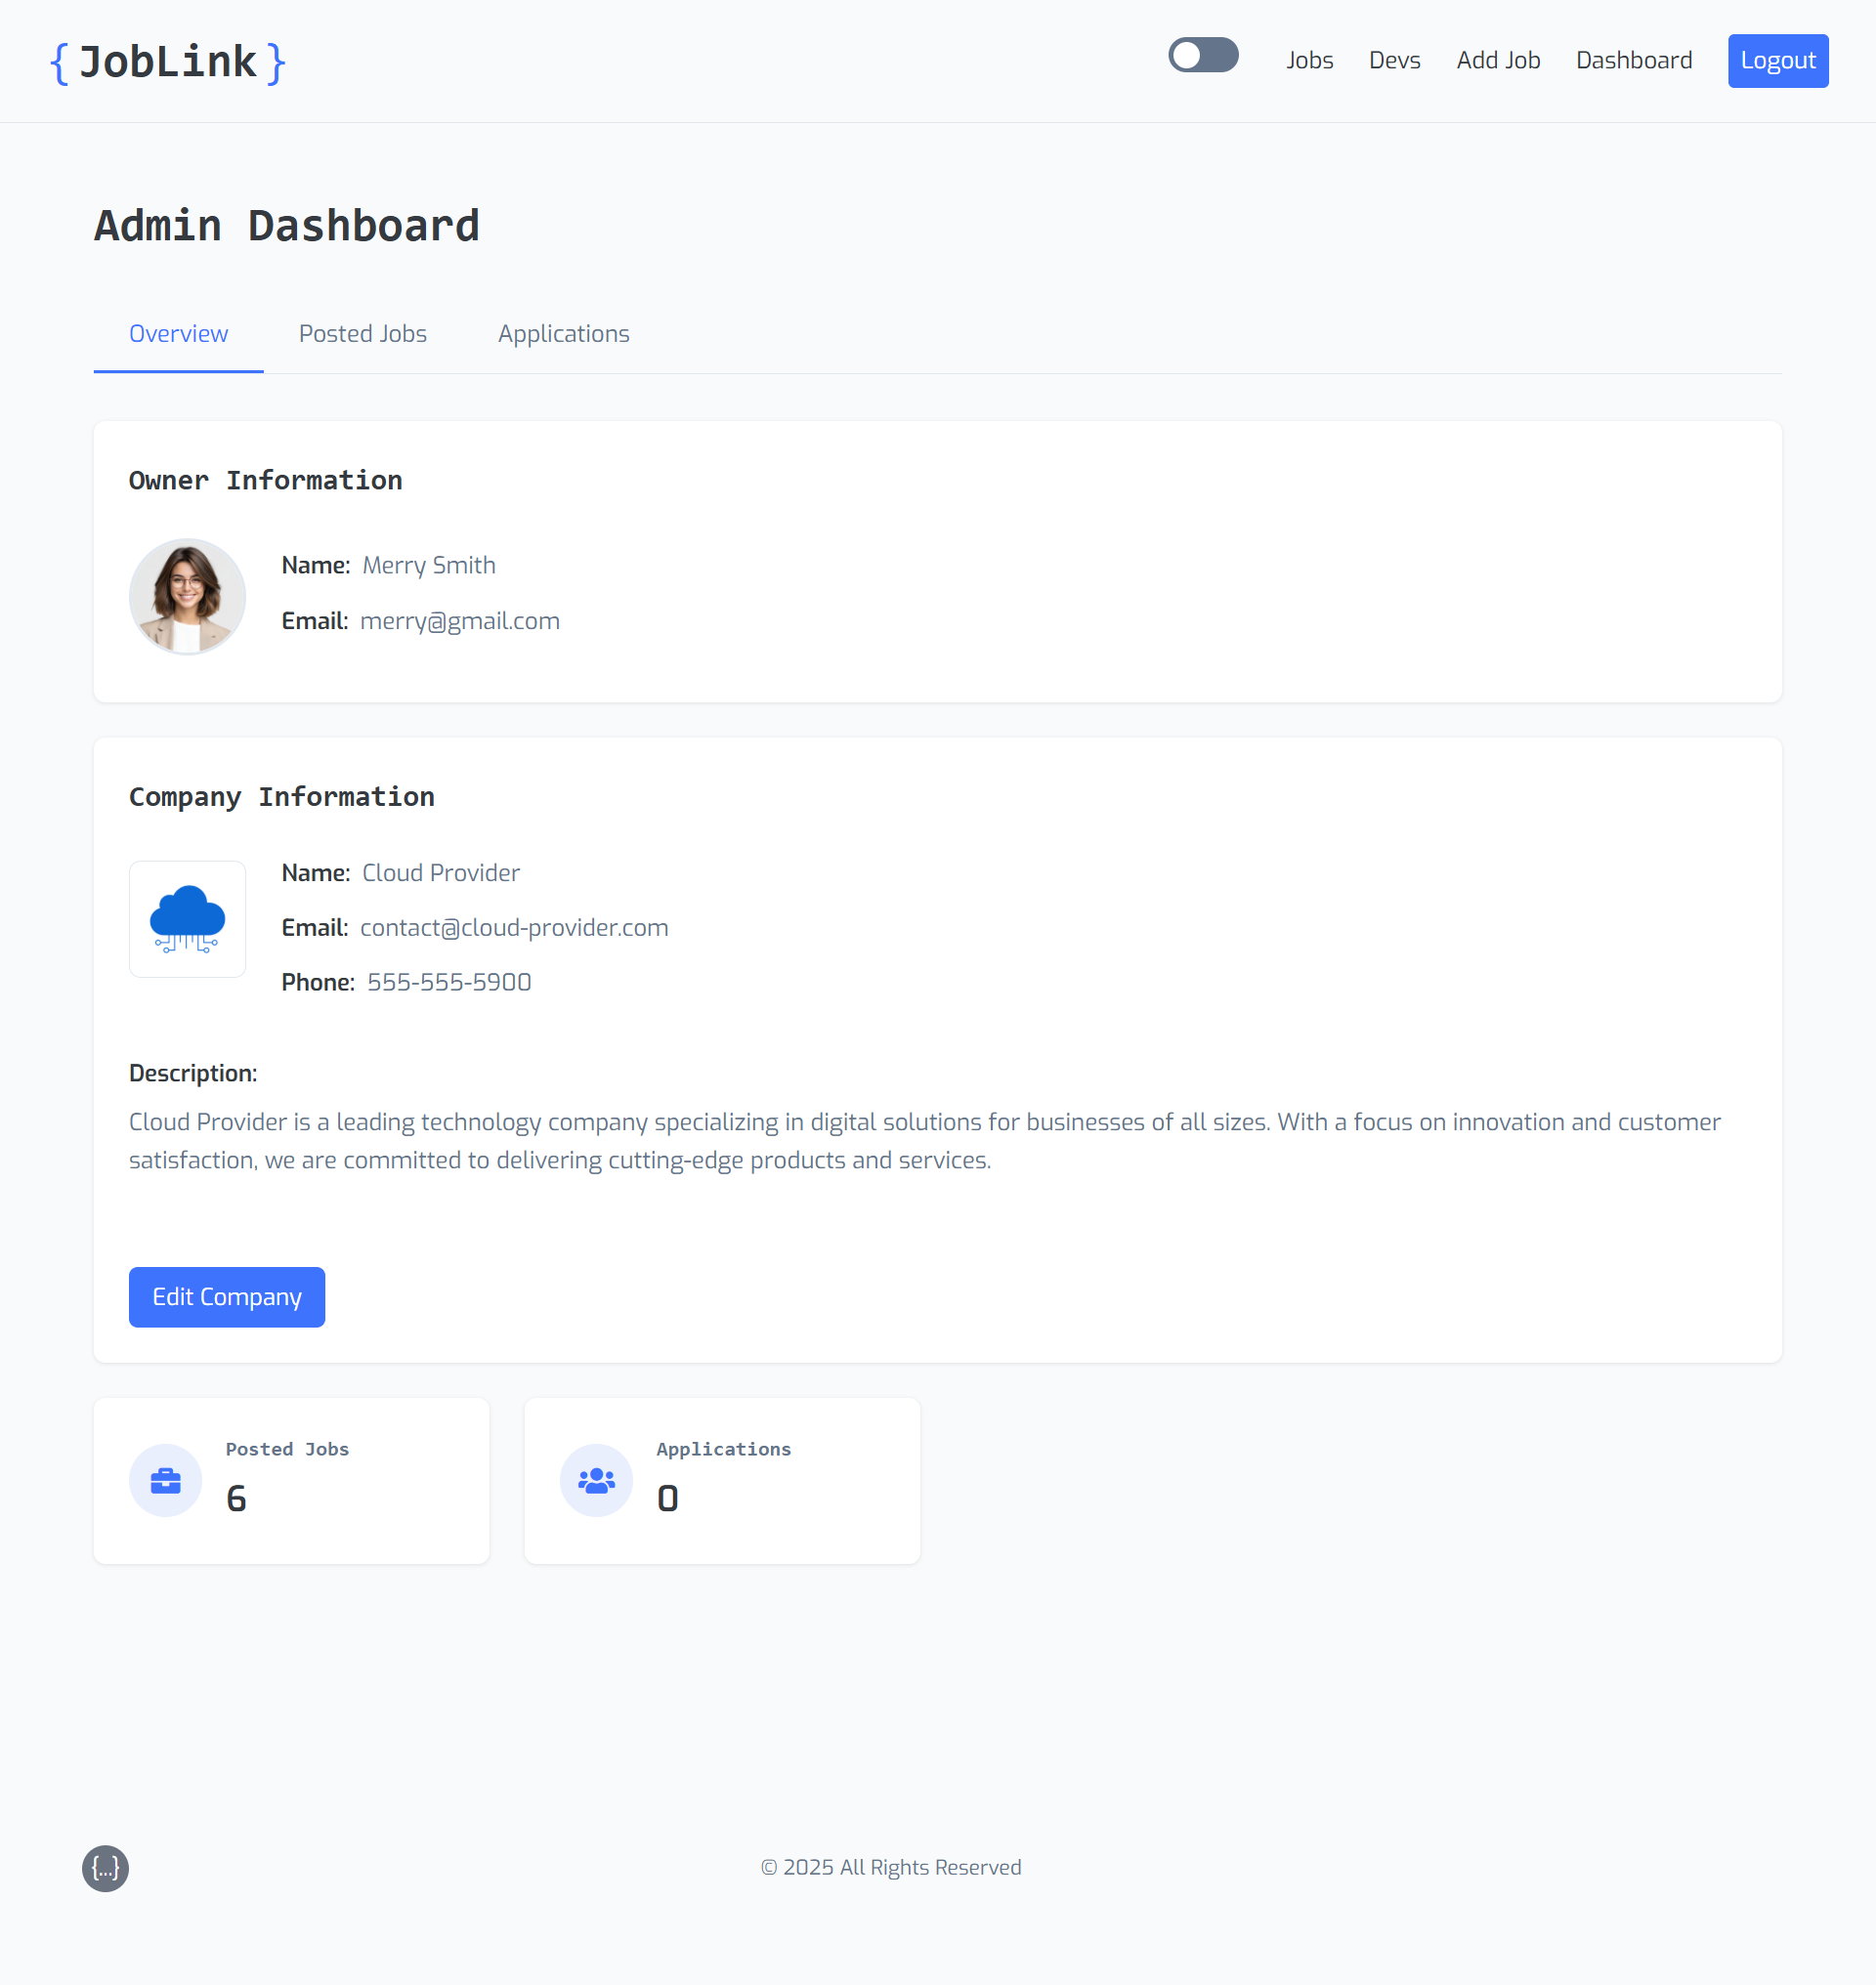 { JobLink }
Jobs Devs Add Job Dashboard Logout
Admin Dashboard
Overview Posted Jobs Applications
Owner Information
Name: Merry Smith
Email: merry@gmail.com
Company Information
Name: Cloud Provider
Email: contact@cloud-provider.com
Phone: 555-555-5900
Description:
Cloud Provider is a leading technology company specializing in digital solutions for businesses of all sizes. With a focus on innovation and customer
satisfaction, we are committed to delivering cutting-edge products and services.
Edit Company
Posted Jobs
6
Applications
0
{...}
© 2025 All Rights Reserved